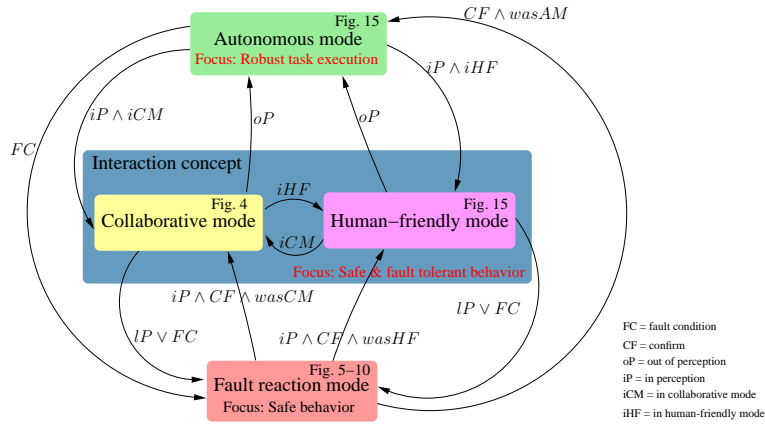 Fig. 15
CF ∧ wasAM
Autonomous mode
Focus: Robust task execution
iP ∧ iHF
iP ∧ iCM
oP
oP
FC
Interaction concept
iHF
Fig. 4
Fig. 15
Collaborative mode
Human−friendly mode
iCM
Focus: Safe & fault tolerant behavior
iP ∧ CF ∧ wasCM
lP ∨ FC
lP ∨ FC
iP ∧ CF ∧ wasHF
Fig. 5−10
Fault reaction mode
Focus: Safe behavior
FC = fault condition
CF = confirm
oP = out of perception
iP = in perception
iCM = in collaborative mode
iHF = in human-friendly mode